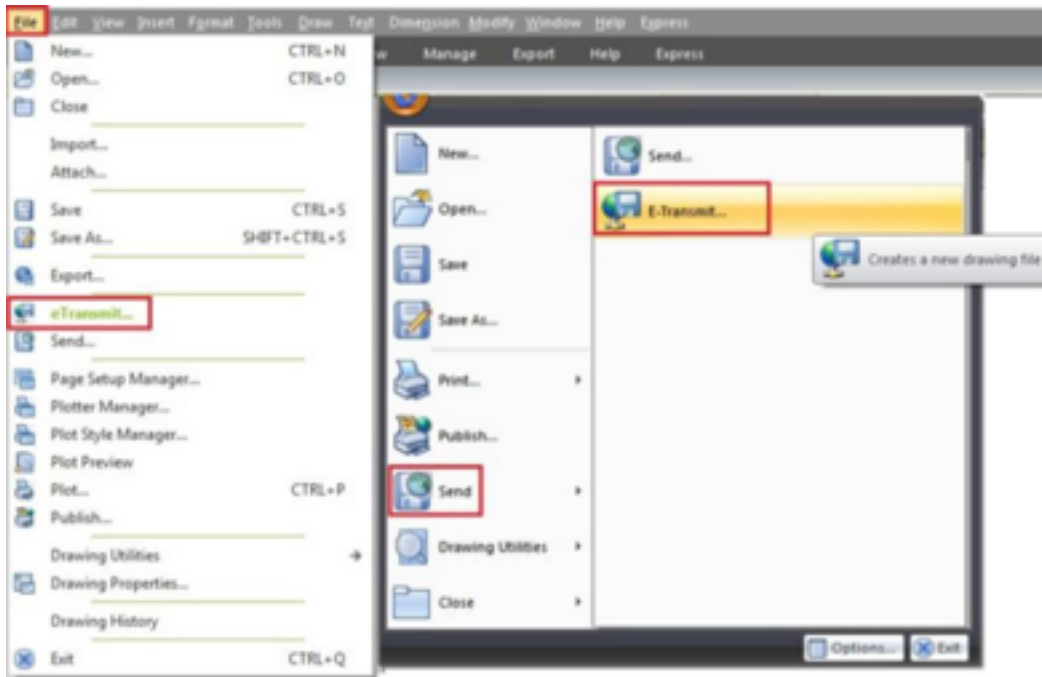 File Edit View Insert Format Tools Draw Text Dimension Modify Window Help Express
New... CTRL+N
Open... CTRL+O
Close
Import...
Attach...
Save CTRL+S
Save As... SHIFT+CTRL+S
Export...
eTransmit...
Send...
Page Setup Manager...
Plotter Manager...
Plot Style Manager...
Plot Preview
Plot... CTRL+P
Publish...
Drawing Utilities
Drawing Properties...
Drawing History
Exit CTRL+Q
w Manage Export Help Express
New...
Open...
Save
Save As...
Print...
Publish...
Send
Drawing Utilities
Close
Send...
E-Transmit...
Creates a new drawing file
Options... Exit